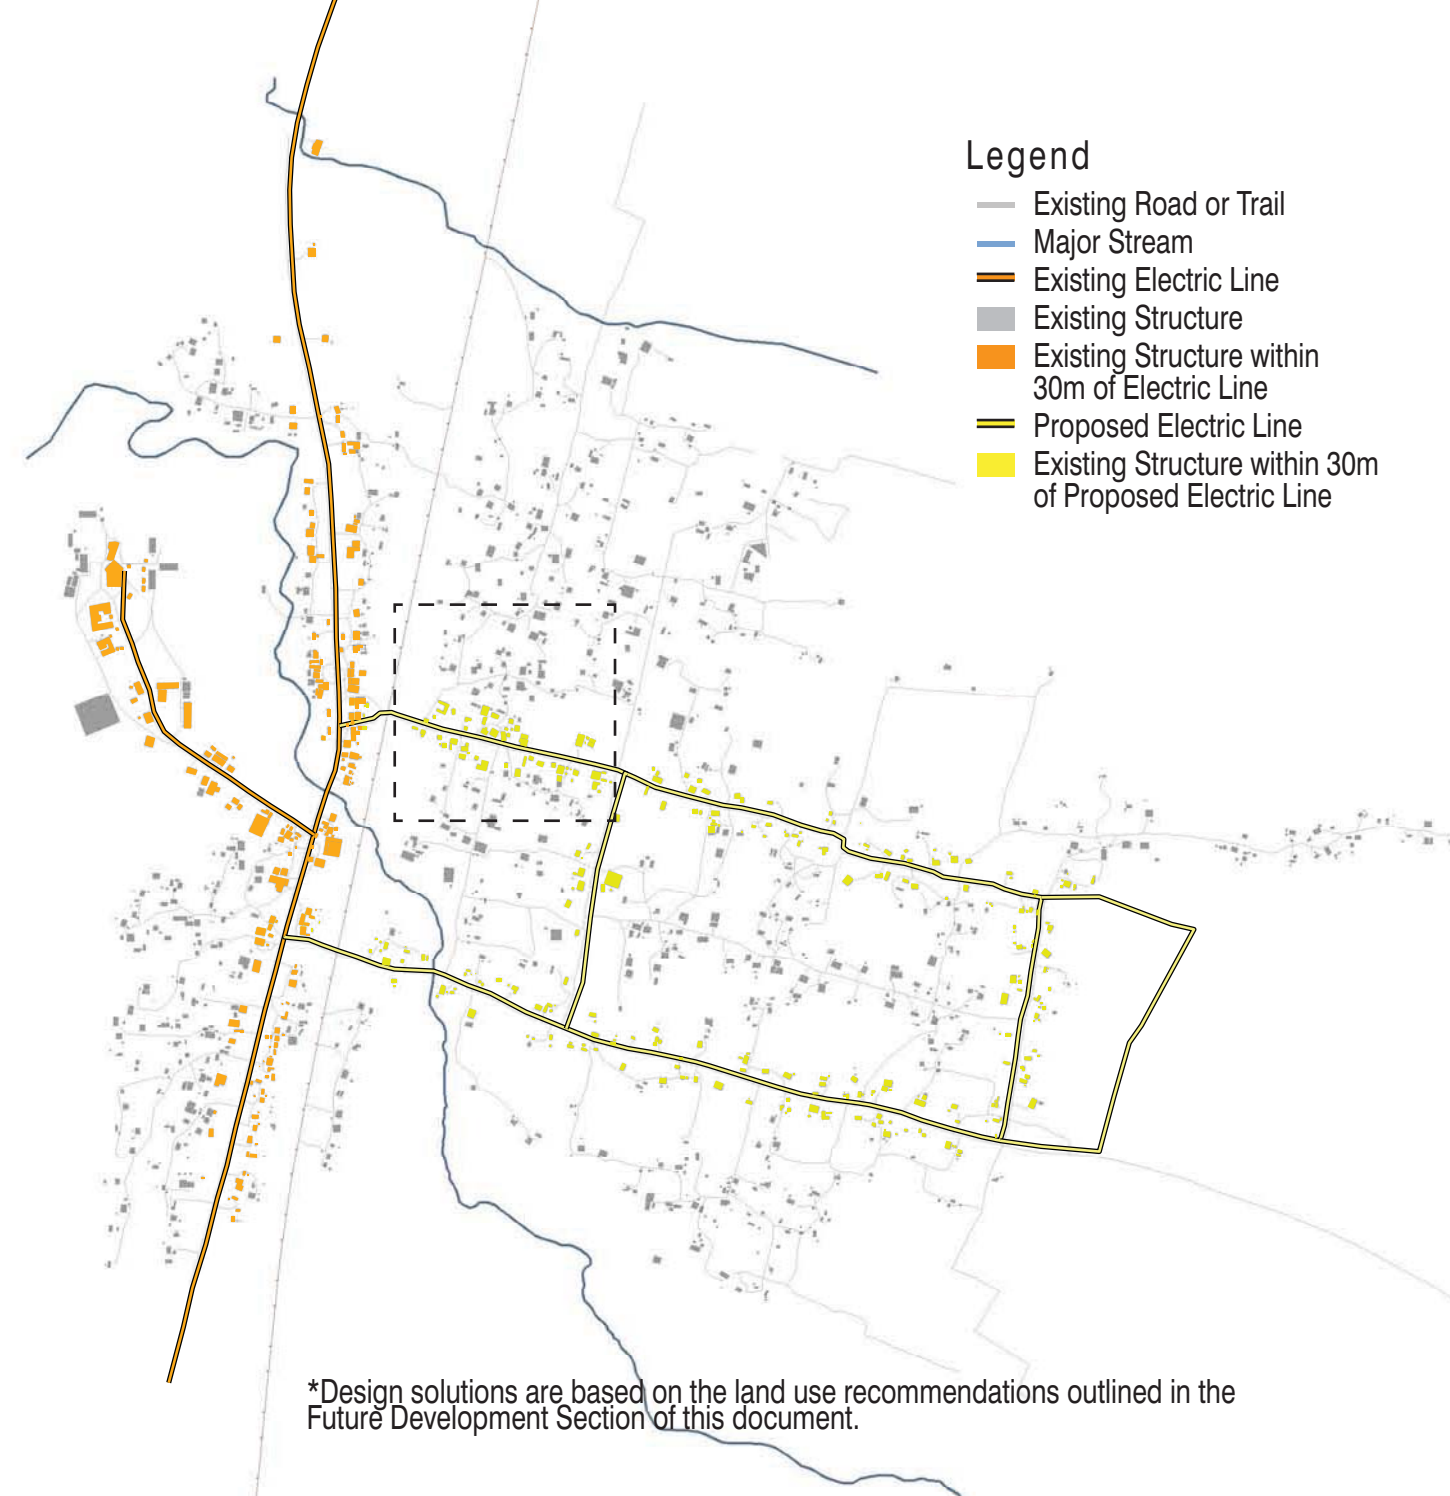 Legend
Existing Road or Trail
Major Stream
Existing Electric Line
Existing Structure
Existing Structure within
30m of Electric Line
Proposed Electric Line
Existing Structure within 30m
of Proposed Electric Line
*Design solutions are based on the land use recommendations outlined in the
Future Development Section of this document.